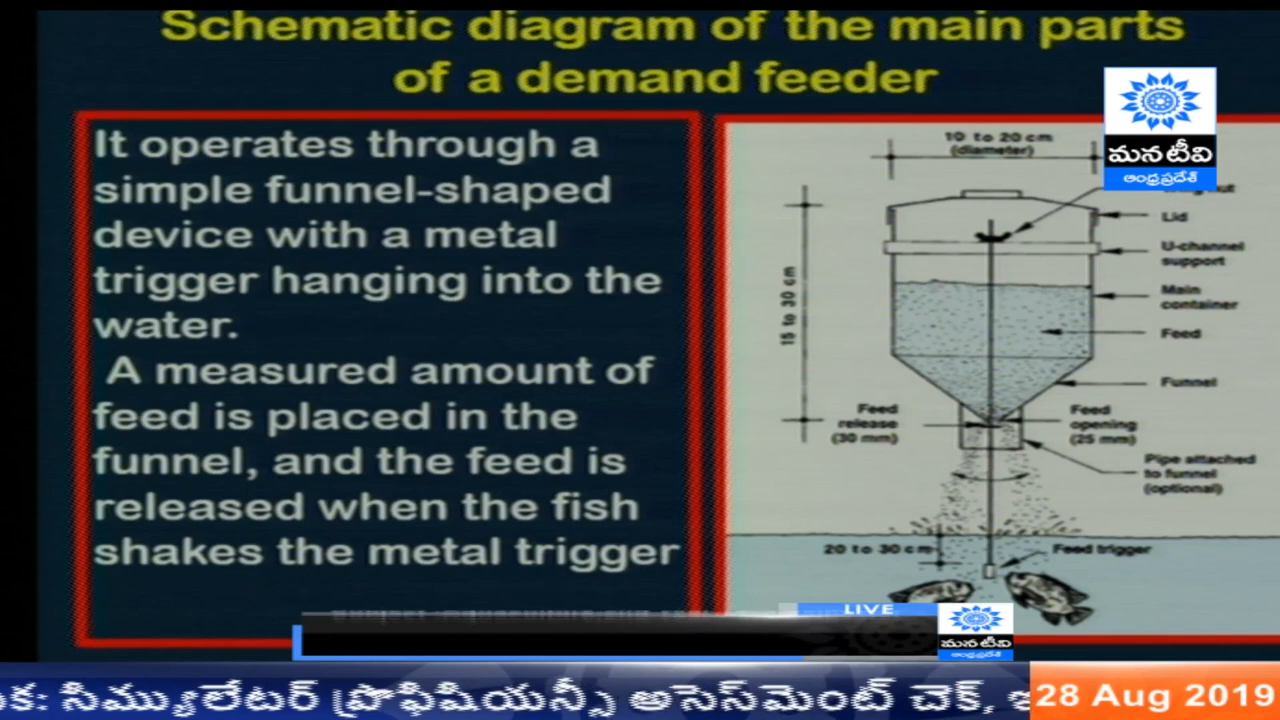 Schematic diagram of the main parts
of a demand feeder
It operates through a
simple funnel-shaped
device with a metal
trigger hanging into the
water.
A measured amount of
feed is placed in the
funnel, and the feed is
released when the fish
shakes the metal trigger
10 to 20 cm
(diameter)
మన టీవి
ఆంధ్రప్రదేశ్
Lid
U-channel
support
Main
container
15 to 30 cm
Feed
Funnel
Feed
release
(30 mm)
Feed
opening
(25 mm)
Pipe attached
to funnel
(optional)
20 to 30 cm
Feed trigger
LIVE
మన టీవి
ఆంధ్రప్రదేశ్
క: సిమ్యులేటర్ ప్రొఫిషియన్సీ అసెస్‌మెంట్ చెక్,
28 Aug 2019